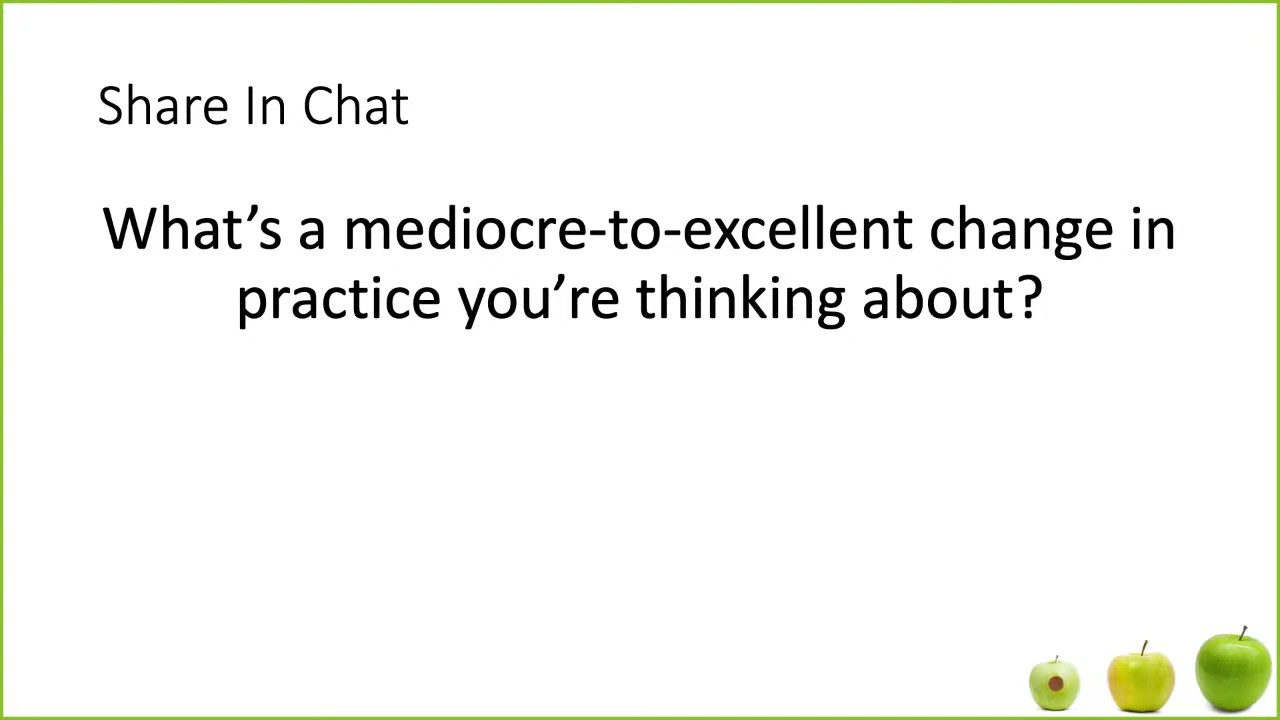 Share In Chat
What’s a mediocre-to-excellent change in
practice you’re thinking about?